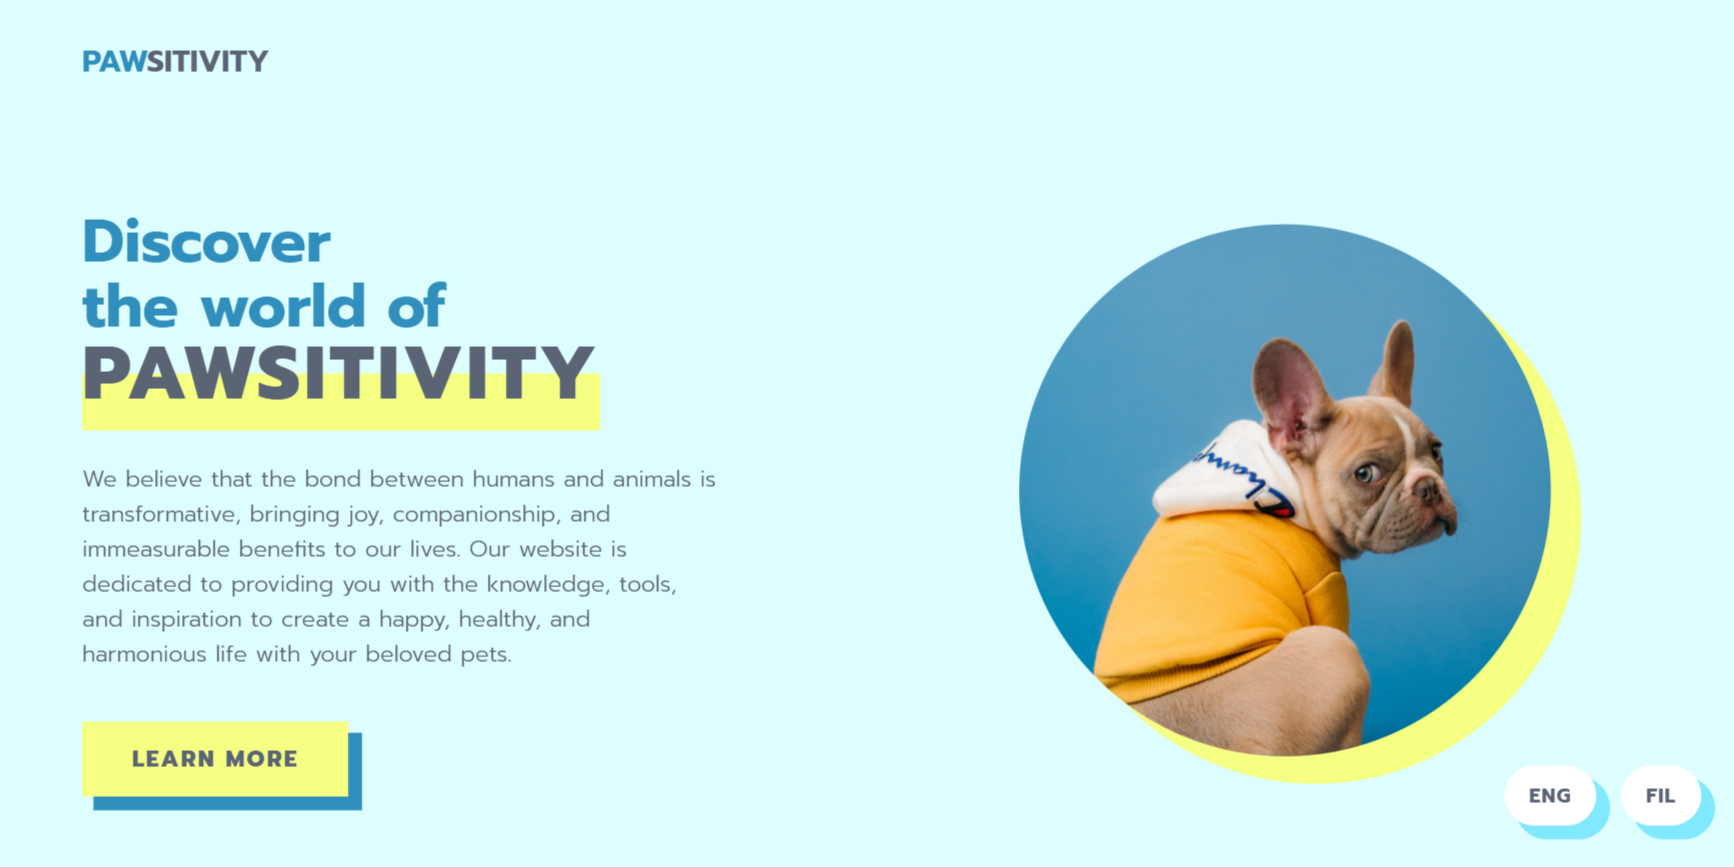 PAWSITIVITY
Discover
the world of
PAWSITIVITY
We believe that the bond between humans and animals is
transformative, bringing joy, companionship, and
immeasurable benefits to our lives. Our website is
dedicated to providing you with the knowledge, tools,
and inspiration to create a happy, healthy, and
harmonious life with your beloved pets.
LEARN MORE
Champ
ENG
FIL